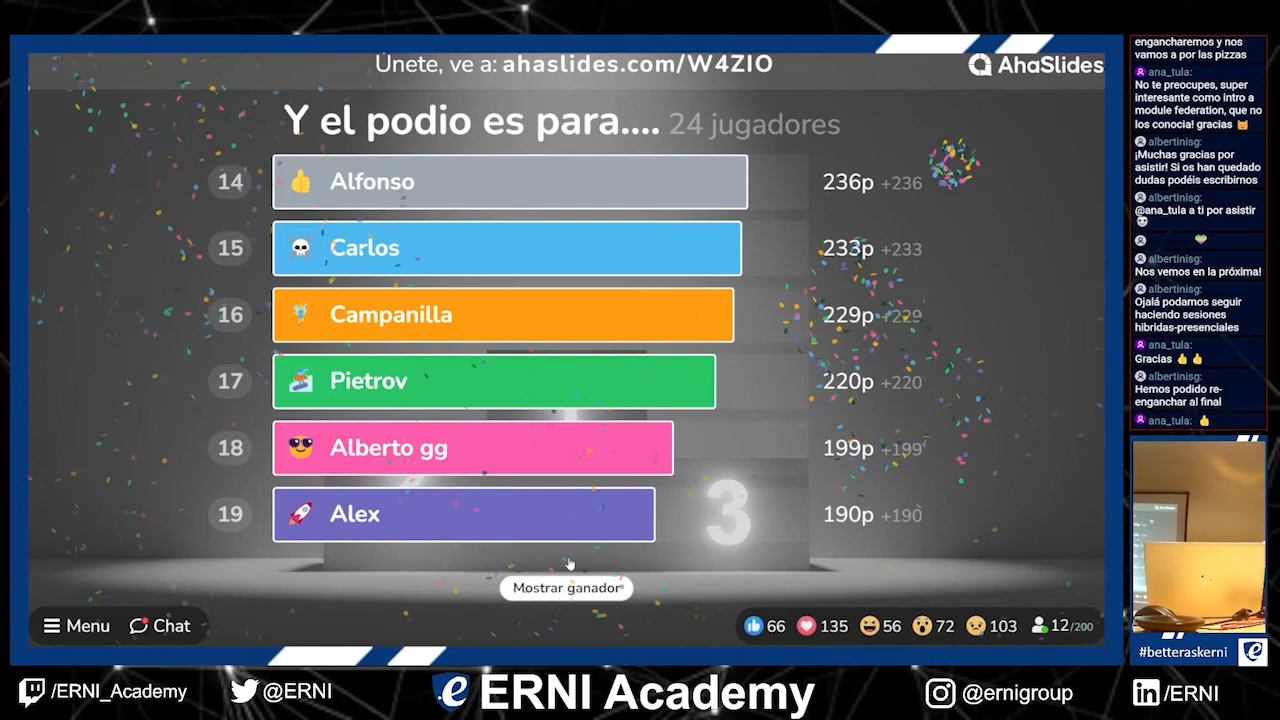 Únete, ve a: ahaslides.com/W4ZIO
AhaSlides
Y el podio es para.... 24 jugadores
14 👍 Alfonso 236p +236
15 Carlos 233p +233
16 Campanilla 229p +229
17 Pietrov 220p +220
18 Alberto gg 199p +199
19 Alex 190p +190
3
Mostrar ganador
Menu Chat
66 135 56 72 103 12/200
engancharemos y nos
vamos a por las pizzas
ana_tula:
No te preocupes, super
interesante como intro a
module federation, que no
los conocia! gracias
albertinisg:
¡Muchas gracias por
asistir! Si os han quedado
dudas podéis escribirnos
albertinisg:
@ana_tula a ti por asistir
albertinisg:
Nos vemos en la próxima!
albertinisg:
Ojalá podamos seguir
haciendo sesiones
hibridas-presenciales
ana_tula:
Gracias 👍👍
albertinisg:
Hemos podido re-
enganchar al final
ana_tula: 👍
#betteraskerni
/ERNI_Academy
@ERNI
ERNI Academy
@ernigroup
/ERNI